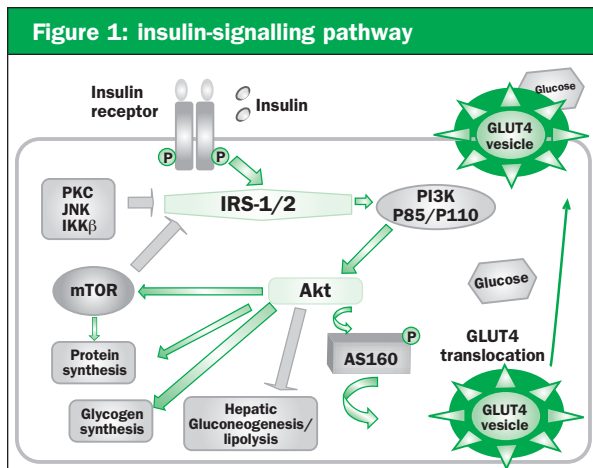 Figure 1: insulin-signalling pathway
Insulin
receptor
Insulin
Glucose
GLUT4
vesicle
P
P
PKC
JNK
IKKβ
IRS-1/2
PI3K
P85/P110
mTOR
Akt
Glucose
P
AS160
GLUT4
translocation
Protein
synthesis
Glycogen
synthesis
Hepatic
Gluconeogenesis/
lipolysis
GLUT4
vesicle